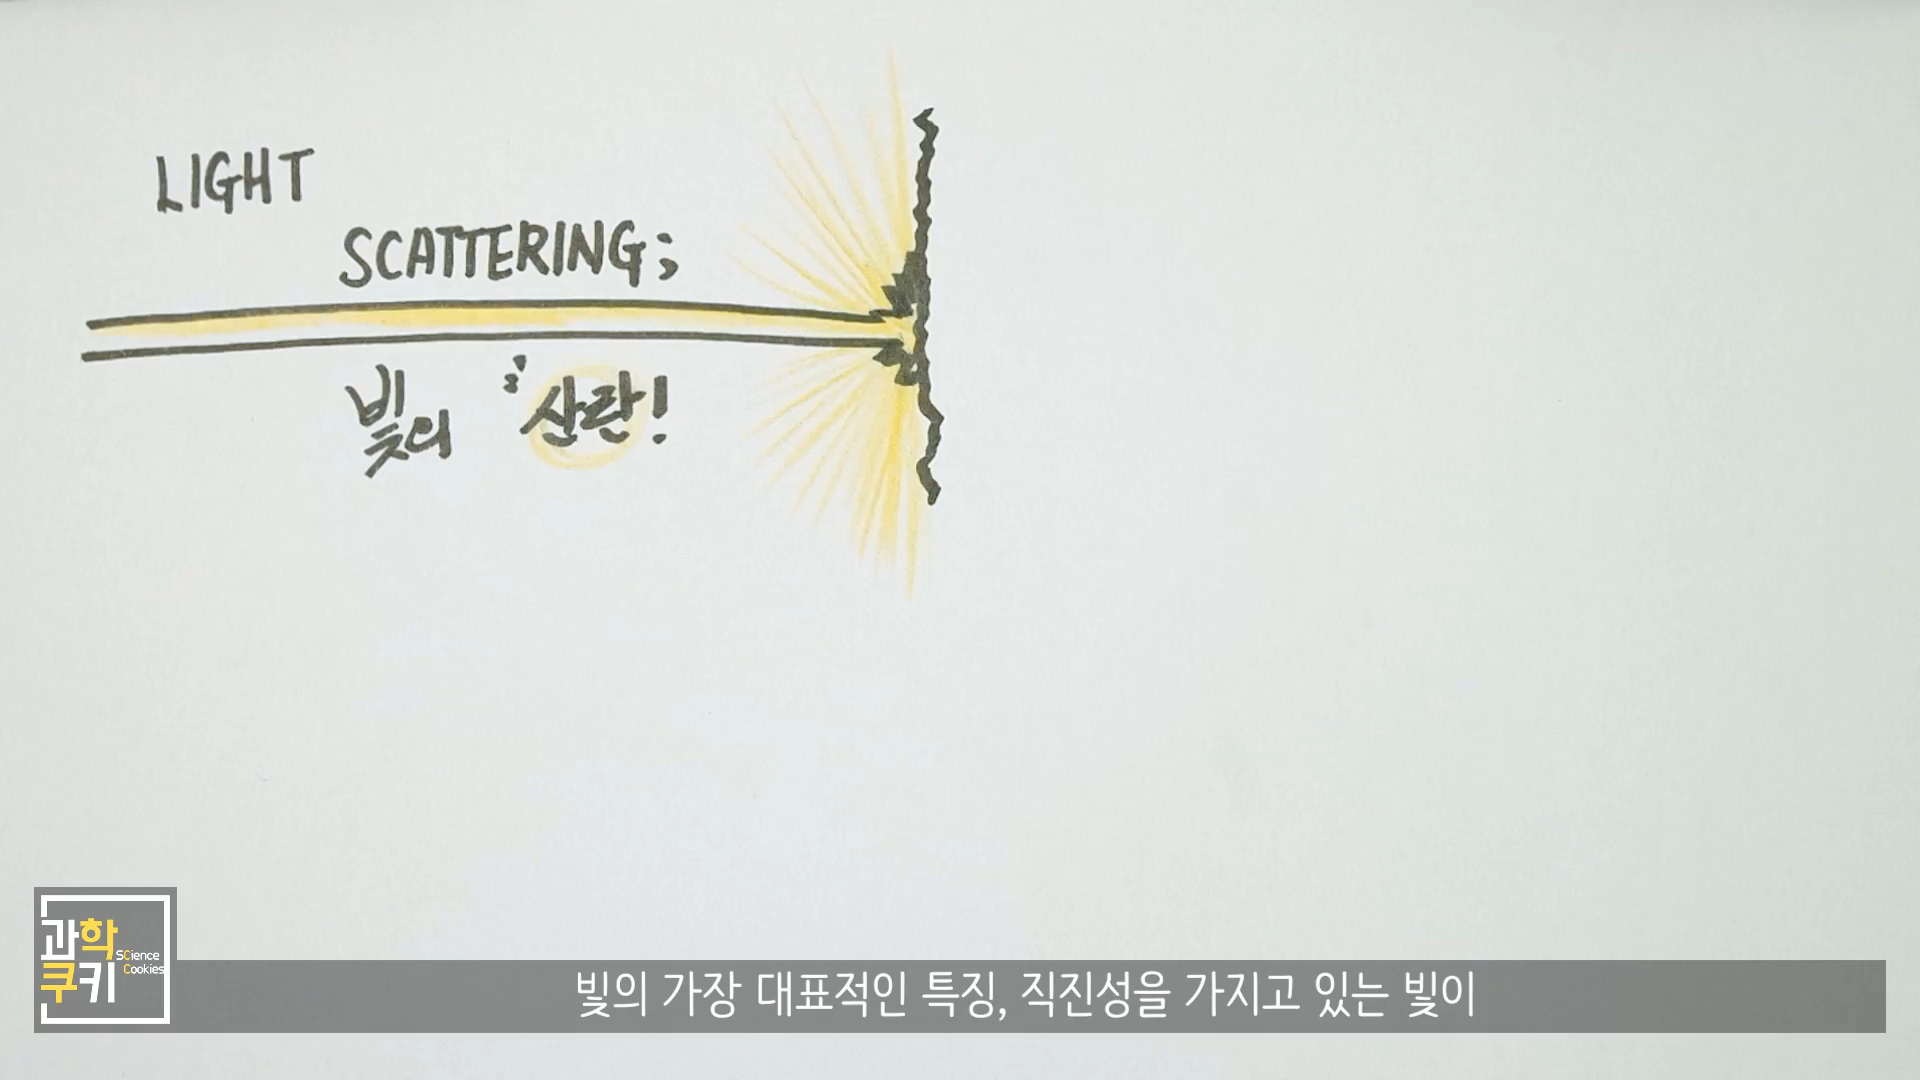 LIGHT
SCATTERING;
빛의 산란!
과학
쿠키
SCience
Cookies
빛의 가장 대표적인 특징, 직진성을 가지고 있는 빛이